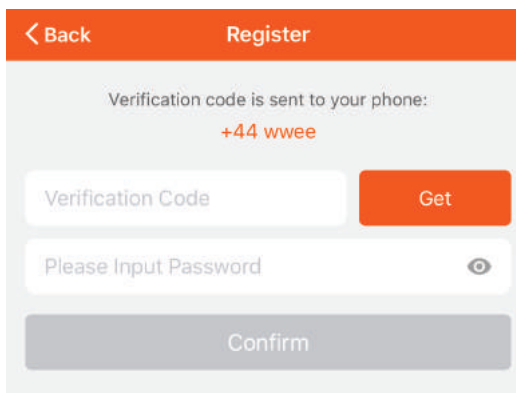 Back Register
Verification code is sent to your phone:
+44 wwee
Verification Code Get
Please Input Password
Confirm